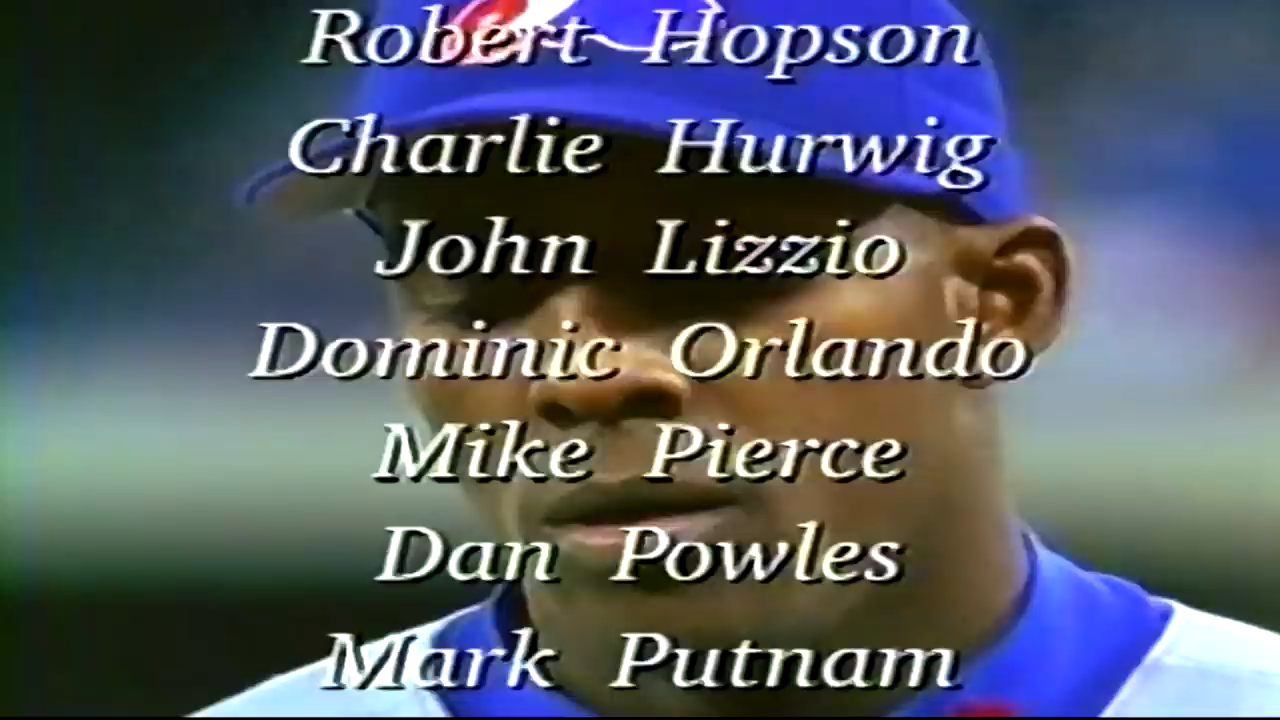 Robert Hopson
Charlie Hurwig
John Lizzio
Dominic Orlando
Mike Pierce
Dan Powles
Mark Putnam